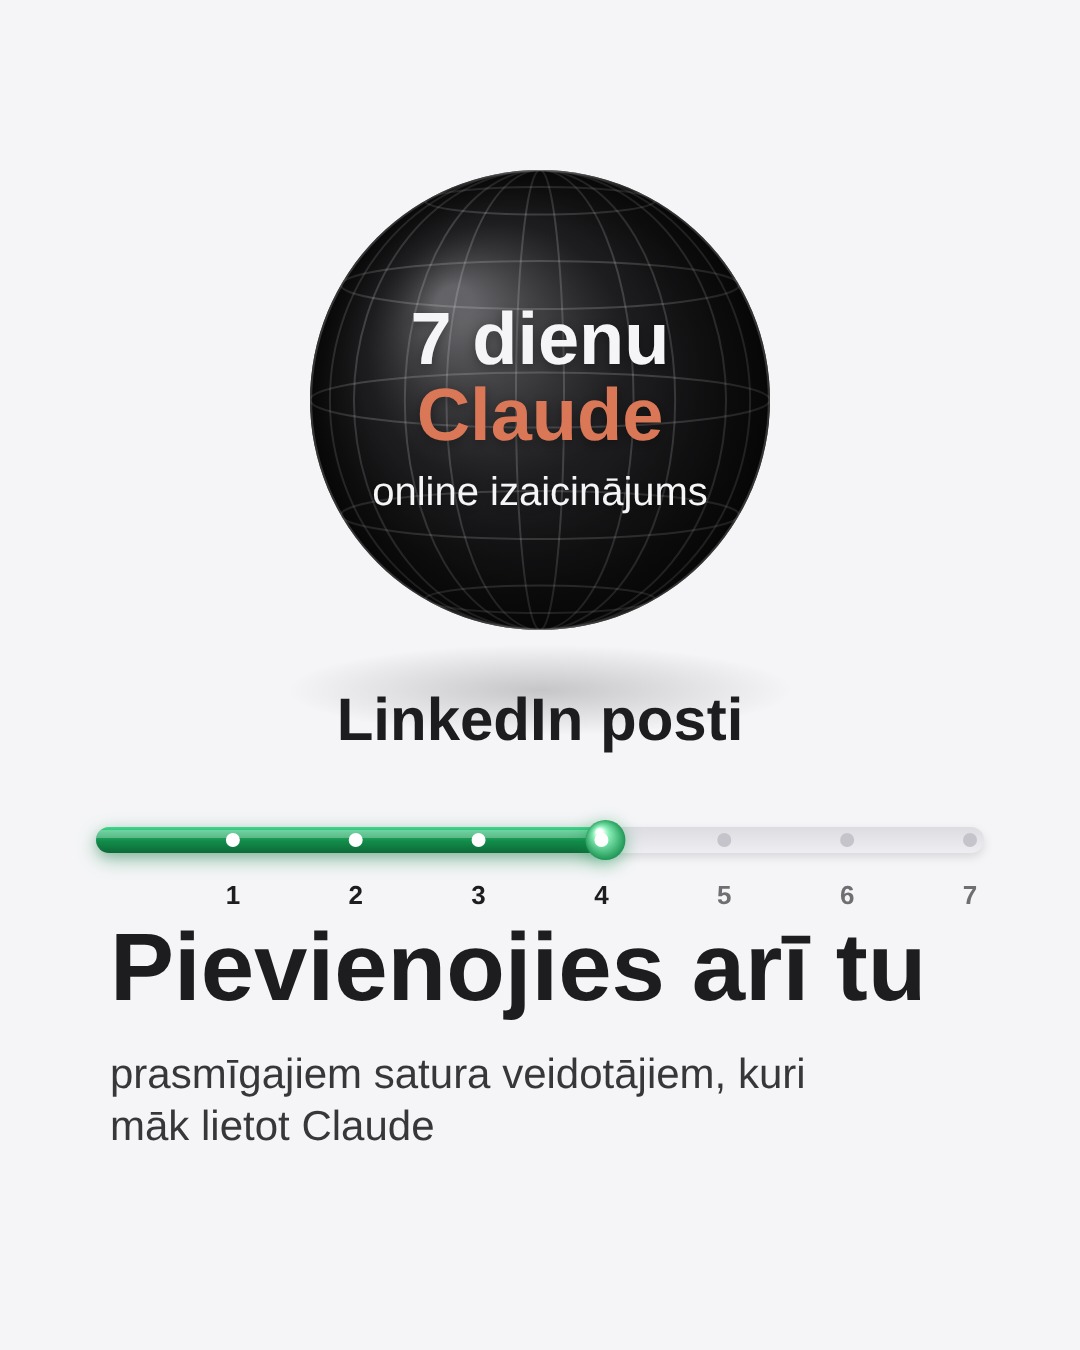 7 dienu
Claude
online izaicinājums
LinkedIn posti
1 2 3 4 5 6 7
Pievienojies arī tu
prasmīgajiem satura veidotājiem, kuri
māk lietot Claude